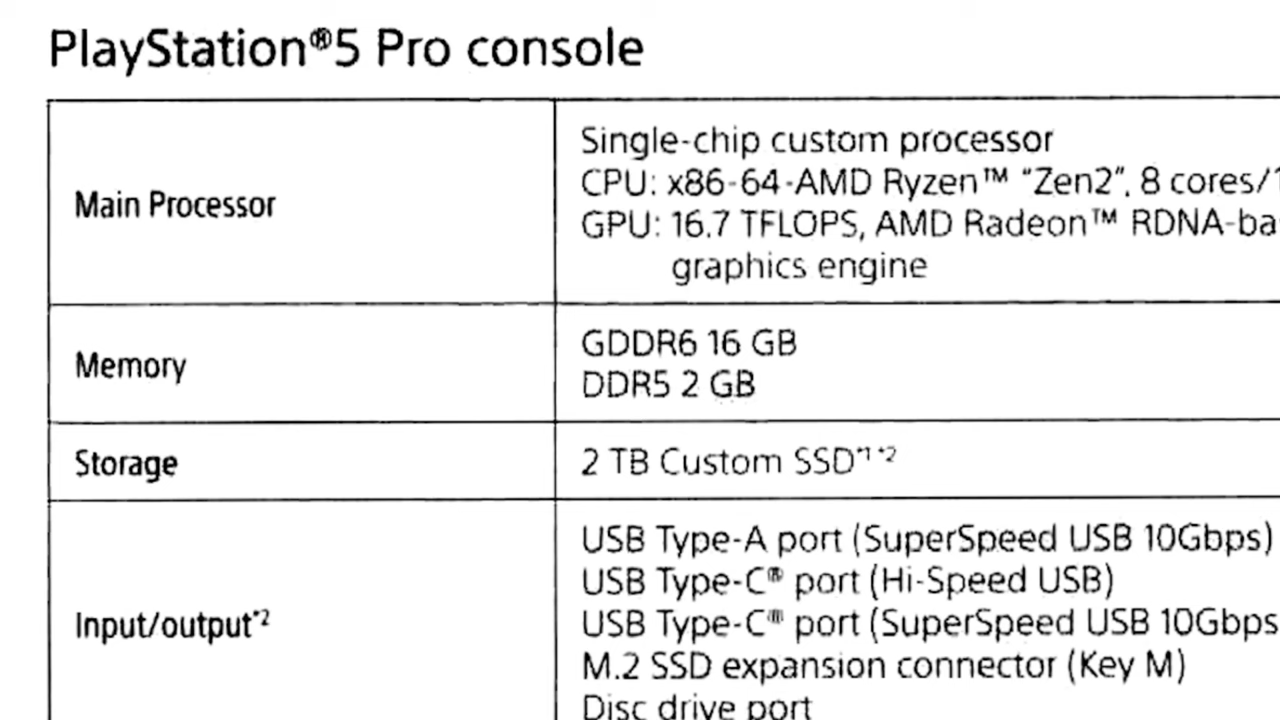 PlayStation®5 Pro console
Main Processor
Single-chip custom processor
CPU: x86-64-AMD Ryzen™ “Zen2”, 8 cores/1
GPU: 16.7 TFLOPS, AMD Radeon™ RDNA-ba
graphics engine
Memory
GDDR6 16 GB
DDR5 2 GB
Storage
2 TB Custom SSD*1 *2
Input/output*2
USB Type-A port (SuperSpeed USB 10Gbps)
USB Type-C® port (Hi-Speed USB)
USB Type-C® port (SuperSpeed USB 10Gbps
M.2 SSD expansion connector (Key M)
Disc drive port